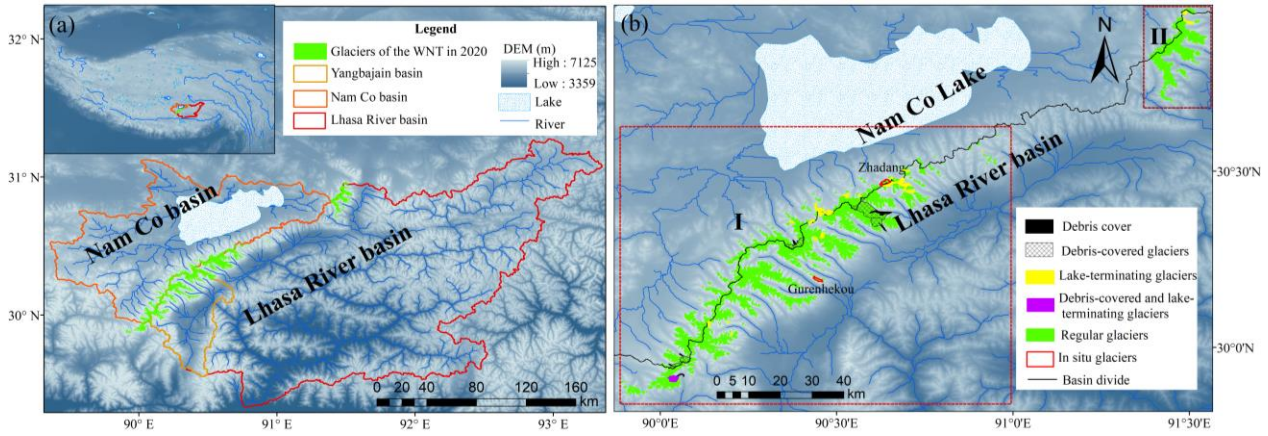 (a)
32° N
31° N
30° N
90° E
91° E
92° E
93° E
Legend
Glaciers of the WNT in 2020
Yangbajain basin
Nam Co basin
Lhasa River basin
DEM (m)
High : 7125
Low : 3359
Lake
River
Nam Co basin
Lhasa River basin
0 20 40 80 120 160
km
(b)
N
II
I
Nam Co Lake
Lhasa River basin
Zhadang
Gurenhekou
30°30'N
30°0'N
Debris cover
Debris-covered glaciers
Lake-terminating glaciers
Debris-covered and lake-
terminating glaciers
Regular glaciers
In situ glaciers
Basin divide
0 5 10 20 30 40
km
90°0'E
90°30'E
91°0'E
91°30'E